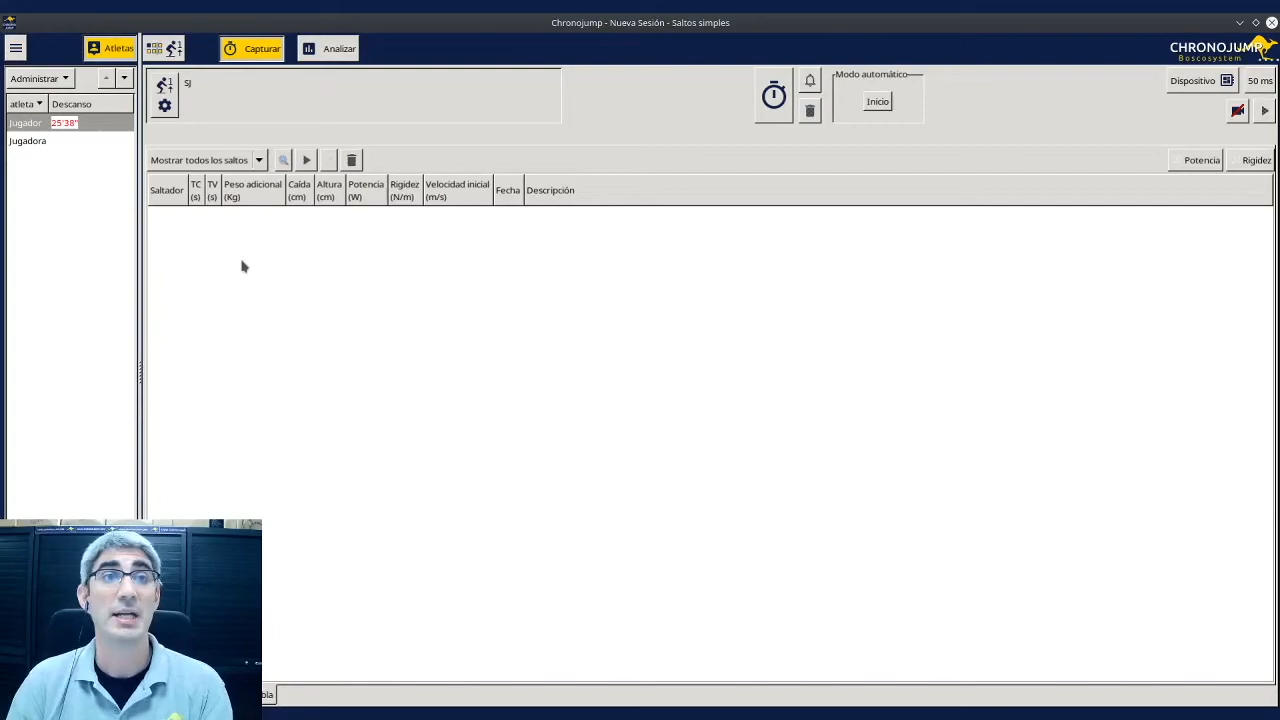 Chronojump - Nueva Sesión - Saltos simples
Atletas
Capturar
Analizar
CHRONOJUMP
Boscosystem
Administrar
SJ
Modo automático
Inicio
Dispositivo
50 ms
atleta Descanso
Jugador 25'38"
Jugadora
Mostrar todos los saltos
Potencia
Rigidez
Saltador
TC (s)
TV (s)
Peso adicional (Kg)
Caída (cm)
Altura (cm)
Potencia (W)
Rigidez (N/m)
Velocidad inicial (m/s)
Fecha
Descripción